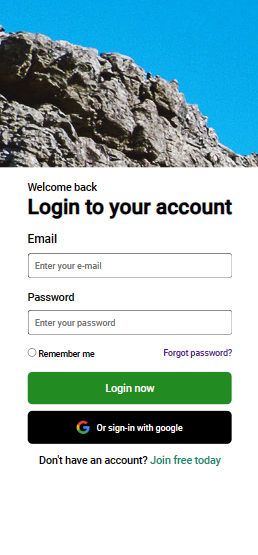 Welcome back
Login to your account
Email
Enter your e-mail
Password
Enter your password
Remember me Forgot password?
Login now
Or sign-in with google
Don't have an account? Join free today